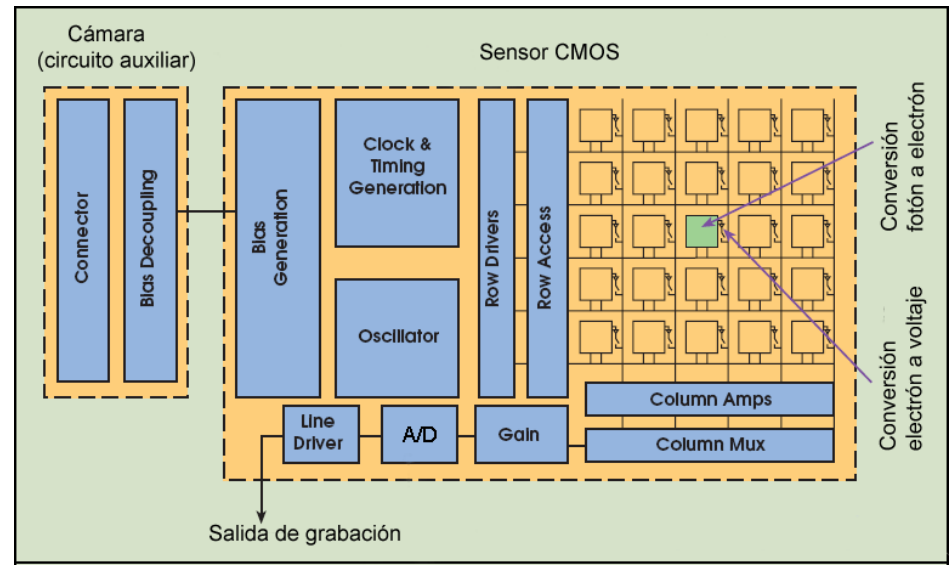 Cámara
(circuito auxiliar)
Sensor CMOS
Connector
Bias Decoupling
Bias
Generation
Clock &
Timing
Generation
Oscillator
Row Drivers
Row Access
Line
Driver
A/D
Gain
Column Amps
Column Mux
Conversión
fotón a electrón
Conversión
electrón a voltaje
Salida de grabación